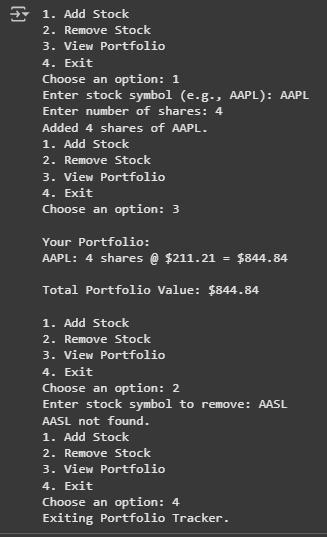 1. Add Stock
2. Remove Stock
3. View Portfolio
4. Exit
Choose an option: 1
Enter stock symbol (e.g., AAPL): AAPL
Enter number of shares: 4
Added 4 shares of AAPL.
1. Add Stock
2. Remove Stock
3. View Portfolio
4. Exit
Choose an option: 3
Your Portfolio:
AAPL: 4 shares @ $211.21 = $844.84
Total Portfolio Value: $844.84
1. Add Stock
2. Remove Stock
3. View Portfolio
4. Exit
Choose an option: 2
Enter stock symbol to remove: AASL
AASL not found.
1. Add Stock
2. Remove Stock
3. View Portfolio
4. Exit
Choose an option: 4
Exiting Portfolio Tracker.